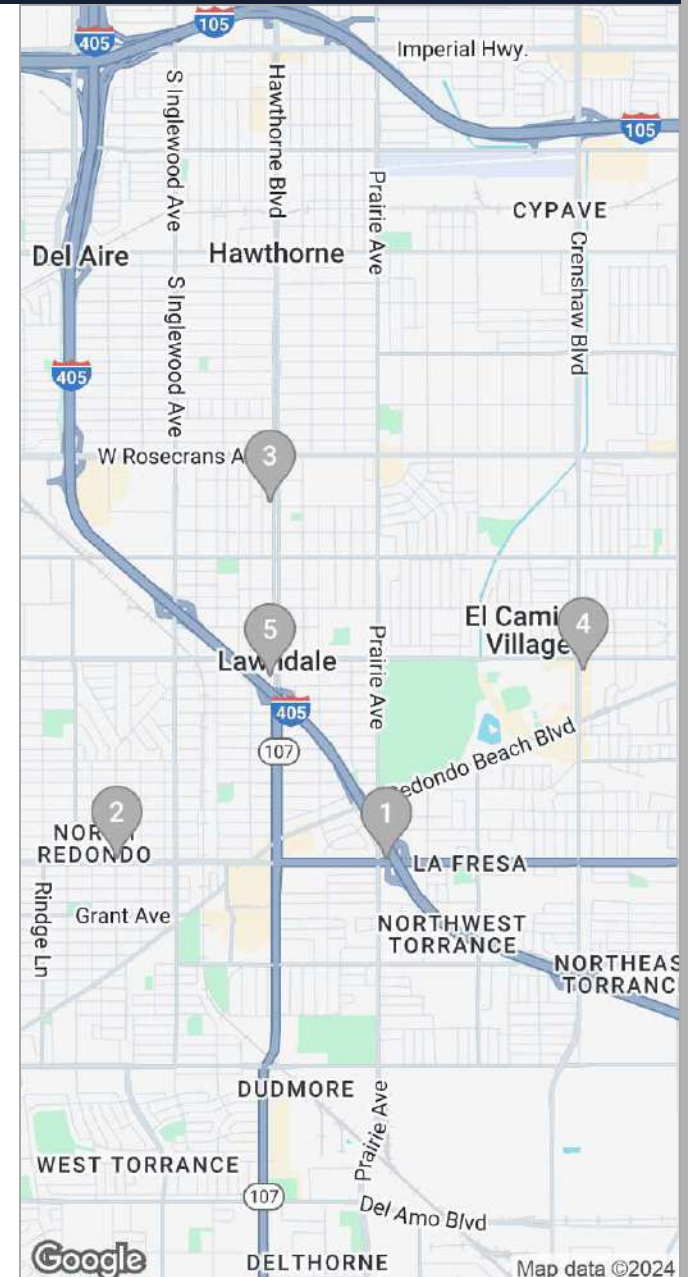 105
405
Imperial Hwy.
S Inglewood Ave
Hawthorne Blvd
105
Prairie Ave
CYPAVE
Del Aire
Hawthorne
Crenshaw Blvd
S Inglewood Ave
405
W Rosecrans A
3
El Cami
Village
4
5
Lawndale
Prairie Ave
405
107
Redondo Beach Blvd
2
1
NORTH
REDONDO
LA FRESA
Rindge Ln
Grant Ave
NORTHWEST
TORRANCE
NORTHEAS
TORRANC
DUDMORE
Prairie Ave
WEST TORRANCE
107
Del Amo Blvd
Google
DELTHORNE
Map data ©2024